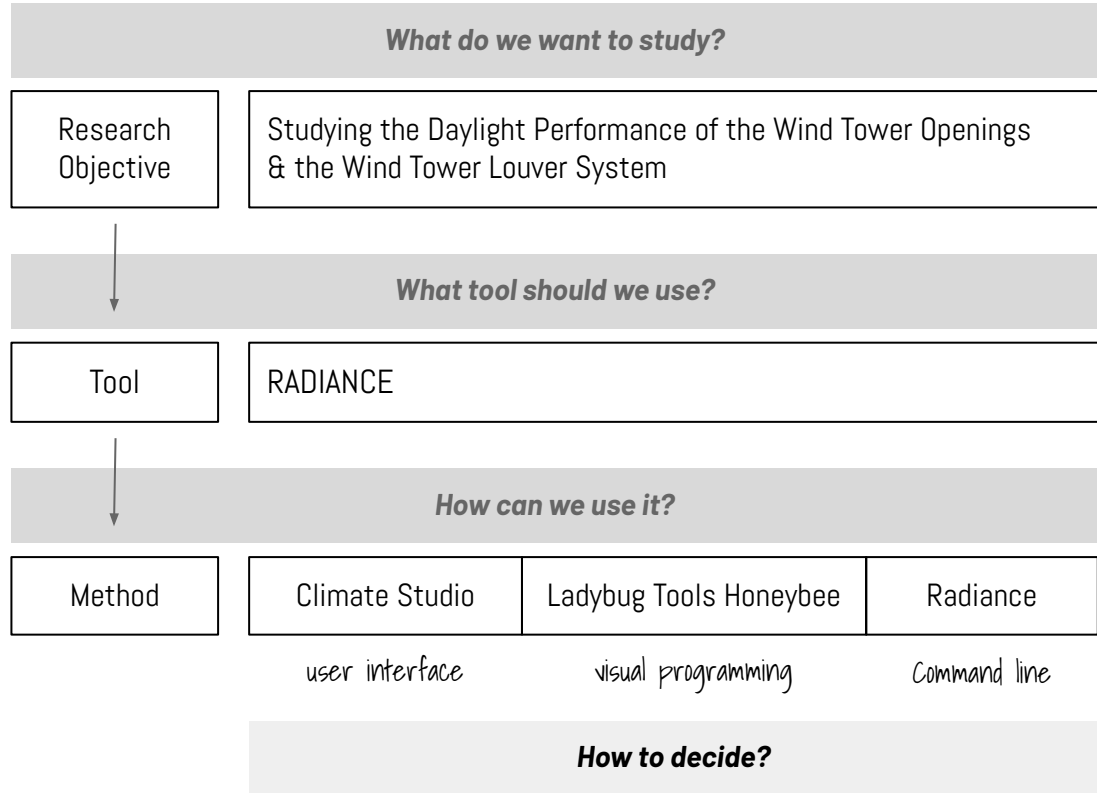 What do we want to study?
Research
Objective
Studying the Daylight Performance of the Wind Tower Openings
& the Wind Tower Louver System
What tool should we use?
Tool
RADIANCE
How can we use it?
Method
Climate Studio
Ladybug Tools Honeybee
Radiance
user interface
visual programming
Command line
How to decide?